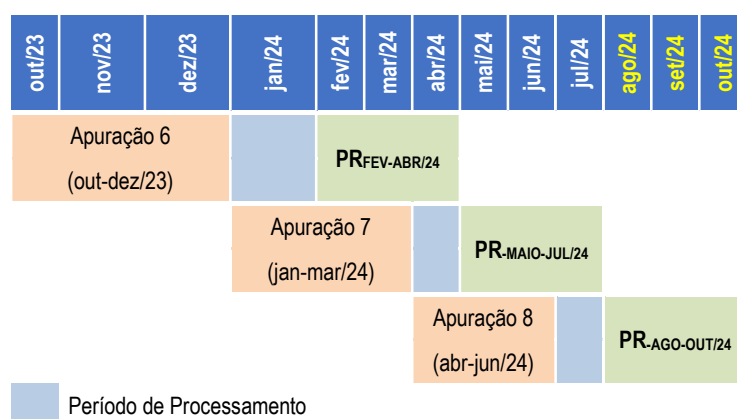 out/23
nov/23
dez/23
jan/24
fev/24
mar/24
abr/24
mai/24
jun/24
jul/24
ago/24
set/24
out/24
Apuração 6
(out-dez/23)
PRFEV-ABR/24
Apuração 7
(jan-mar/24)
PR-MAIO-JUL/24
Apuração 8
(abr-jun/24)
PR-AGO-OUT/24
Período de Processamento